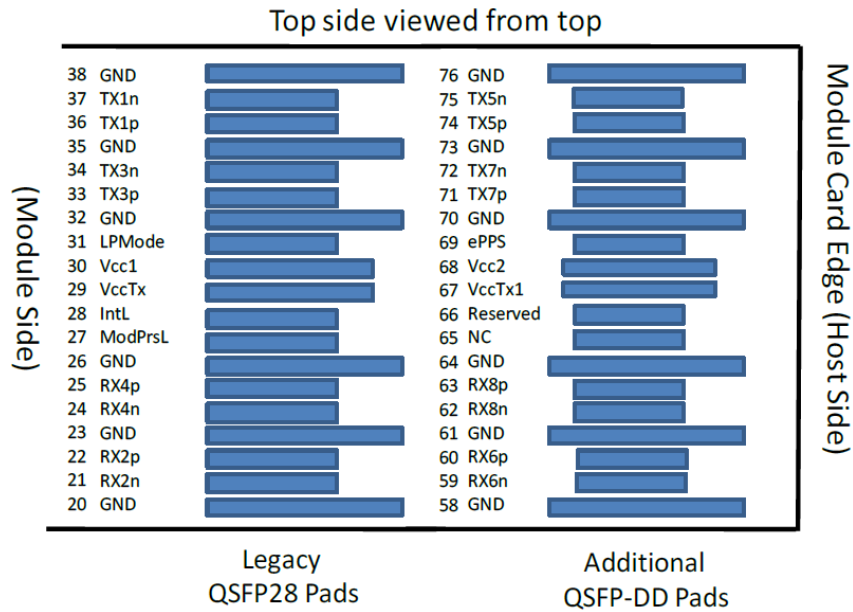 Top side viewed from top
(Module Side)
38 GND
37 TX1n
36 TX1p
35 GND
34 TX3n
33 TX3p
32 GND
31 LPMode
30 Vcc1
29 VccTx
28 IntL
27 ModPrsL
26 GND
25 RX4p
24 RX4n
23 GND
22 RX2p
21 RX2n
20 GND
Legacy
QSFP28 Pads
76 GND
75 TX5n
74 TX5p
73 GND
72 TX7n
71 TX7p
70 GND
69 ePPS
68 Vcc2
67 VccTx1
66 Reserved
65 NC
64 GND
63 RX8p
62 RX8n
61 GND
60 RX6p
59 RX6n
58 GND
Additional
QSFP-DD Pads
Module Card Edge (Host Side)